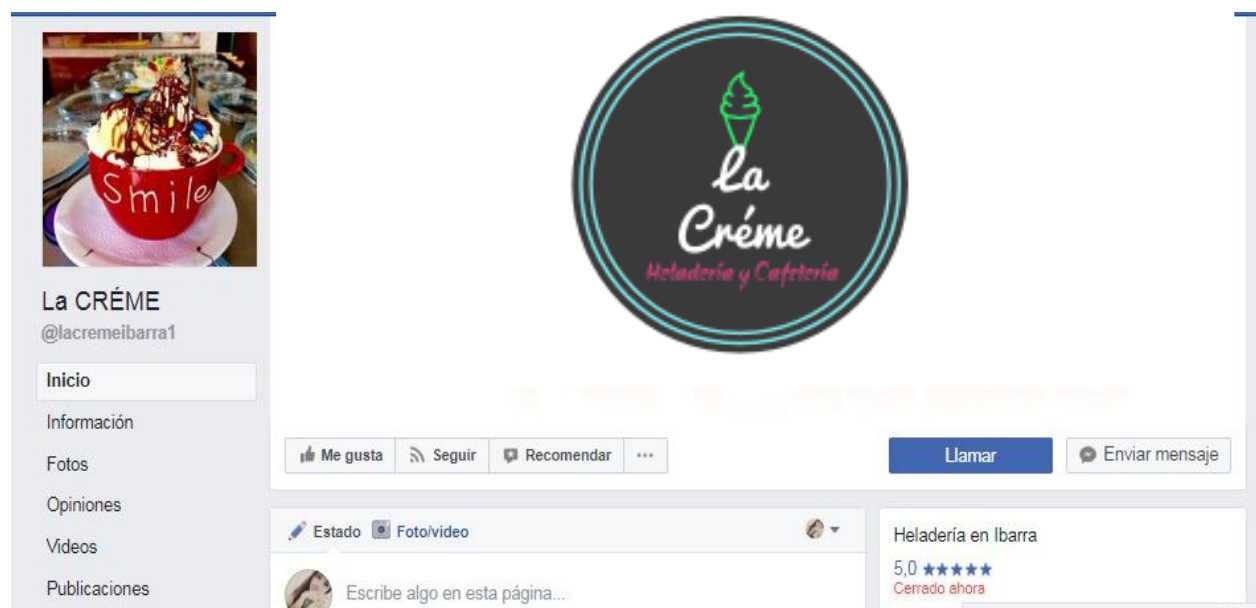 Smile
La CRÉME
@lacremeibarra1
Inicio
Información
Fotos
Opiniones
Videos
Publicaciones
La
Créme
Heladería y Cafetería
Me gusta
Seguir
Recomendar
...
Llamar
Enviar mensaje
Estado
Foto/video
Escribe algo en esta página...
Heladería en Ibarra
5,0 ★★★★★
Cerrado ahora